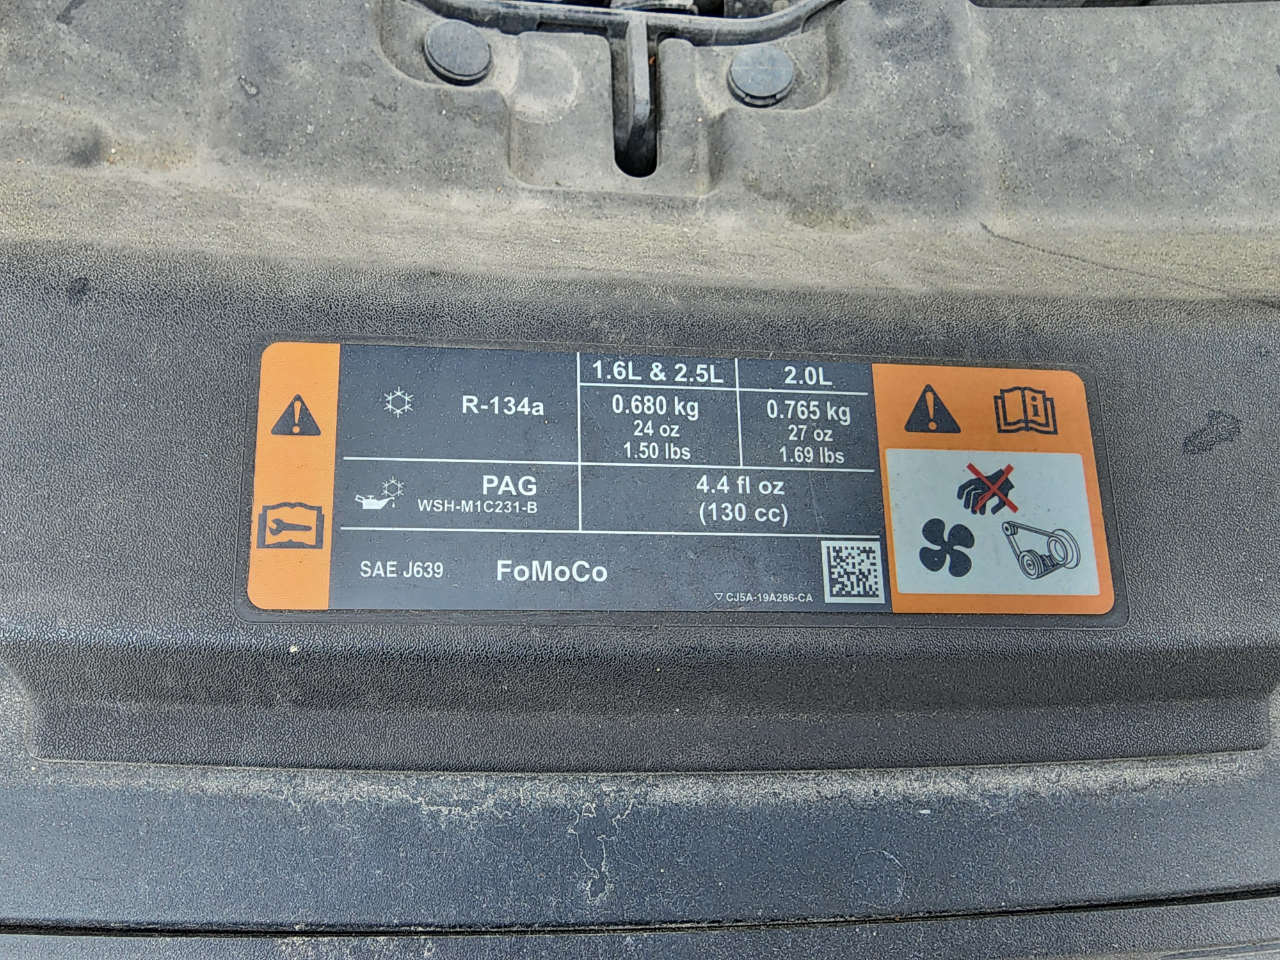 1.6L & 2.5L 2.0L
R-134a 0.680 kg 0.765 kg
24 oz 27 oz
1.50 lbs 1.69 lbs
PAG 4.4 fl oz
WSH-M1C231-B (130 cc)
SAE J639 FoMoCo
CJ5A-19A286-CA